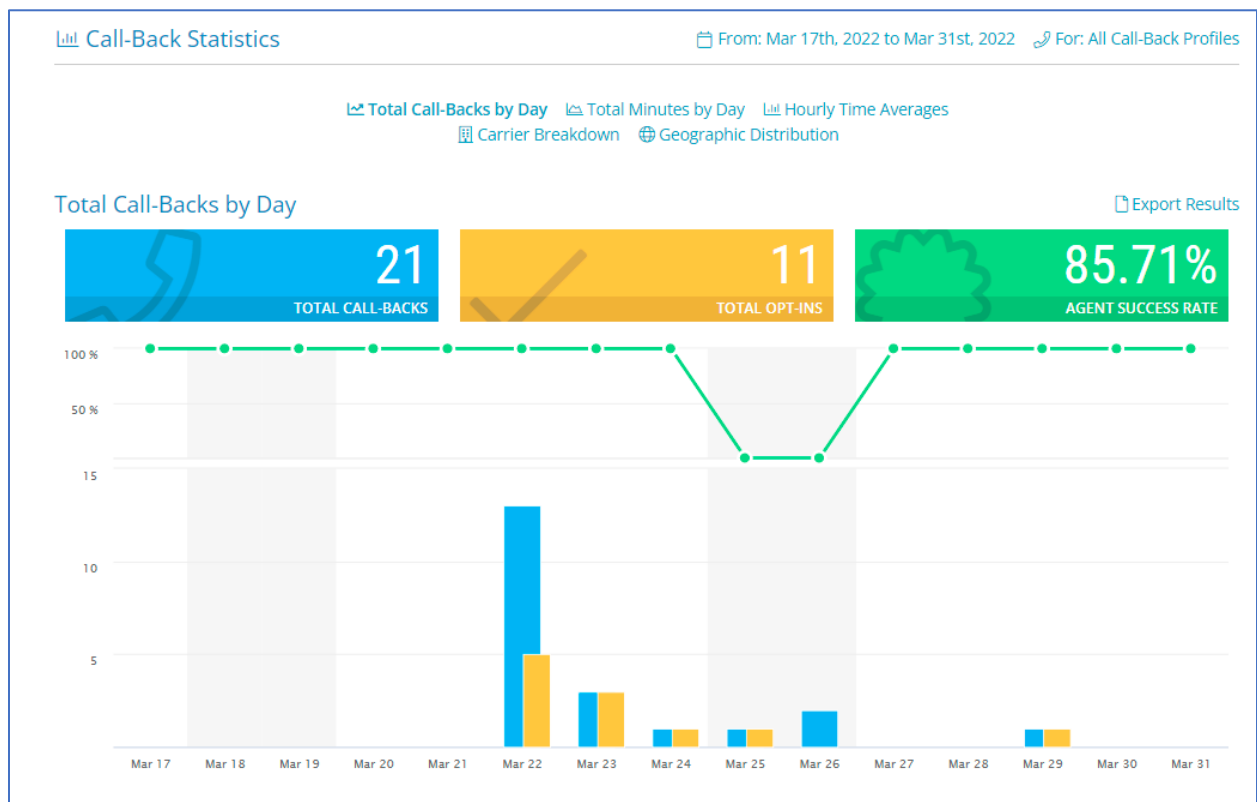 Call-Back Statistics From: Mar 17th, 2022 to Mar 31st, 2022 For: All Call-Back Profiles
Total Call-Backs by Day Total Minutes by Day Hourly Time Averages
Carrier Breakdown Geographic Distribution
Total Call-Backs by Day Export Results
21 11 85.71%
TOTAL CALL-BACKS TOTAL OPT-INS AGENT SUCCESS RATE
100 %
50 %
15
10
5
Mar 17 Mar 18 Mar 19 Mar 20 Mar 21 Mar 22 Mar 23 Mar 24 Mar 25 Mar 26 Mar 27 Mar 28 Mar 29 Mar 30 Mar 31